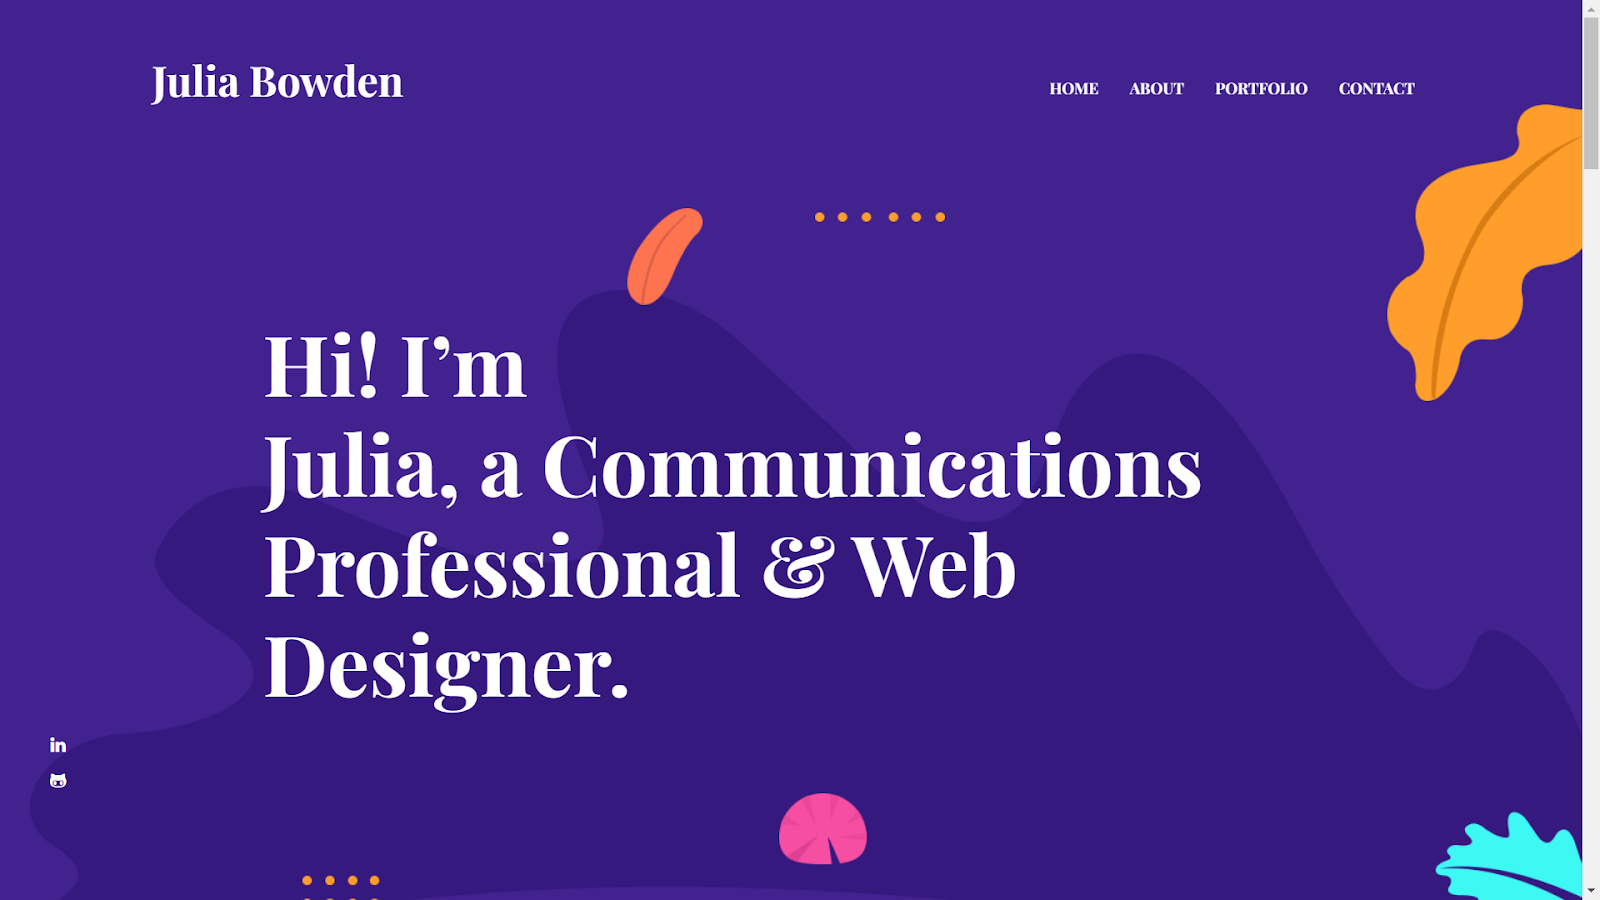 Julia Bowden
HOME ABOUT PORTFOLIO CONTACT
Hi! I’m
Julia, a Communications
Professional & Web
Designer.
in